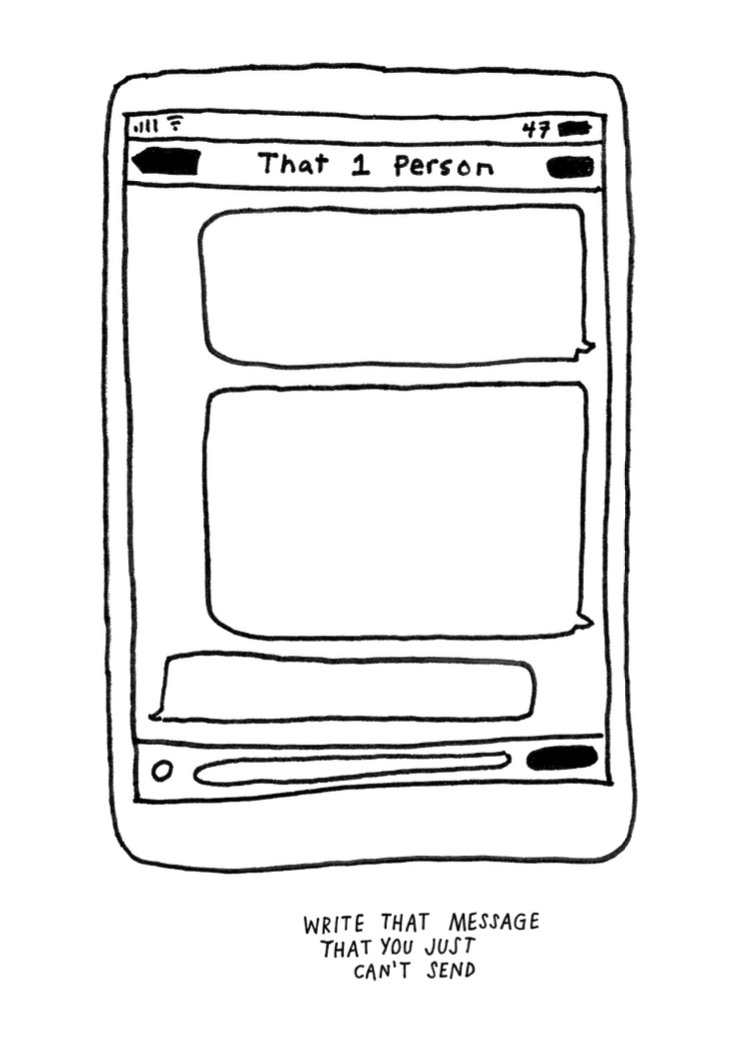 47
That 1 Person
WRITE THAT MESSAGE
THAT YOU JUST
CAN'T SEND